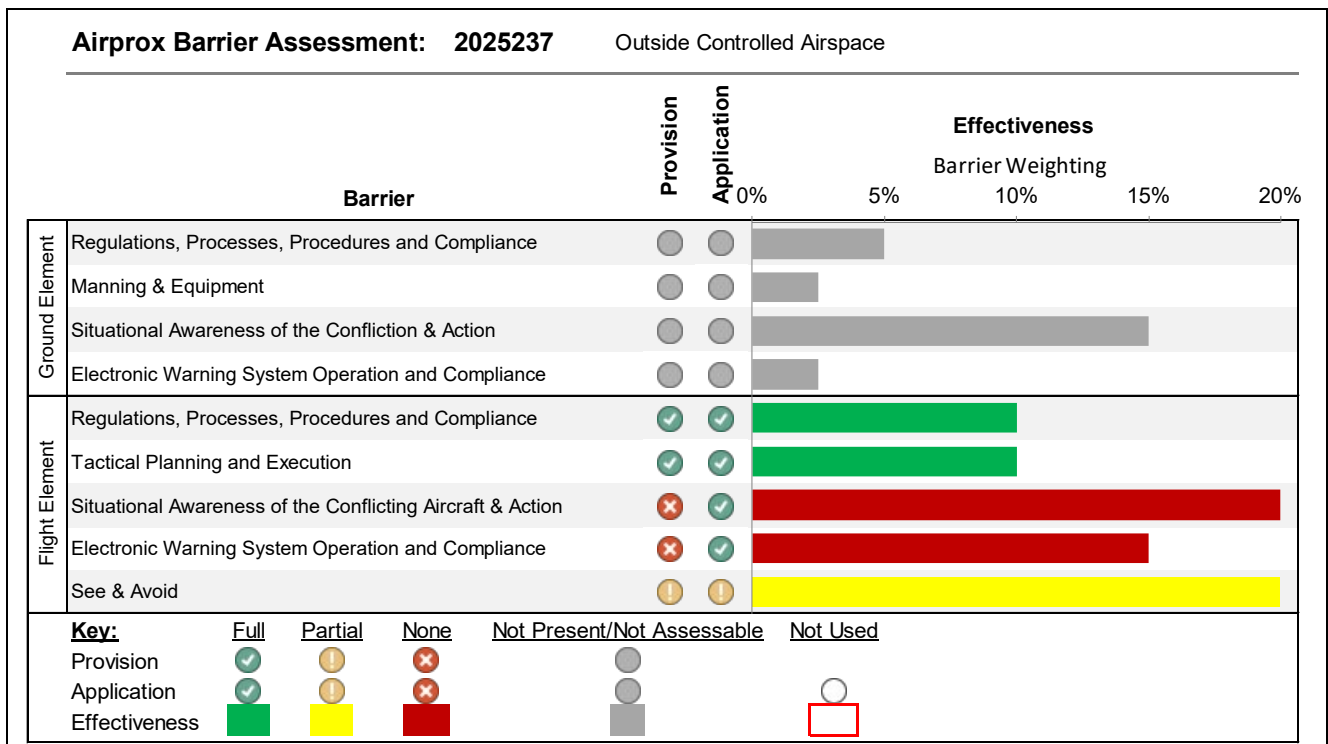 Airprox Barrier Assessment: 2025237 Outside Controlled Airspace
Provision
Application
Effectiveness
Barrier Weighting
Barrier
0% 5% 10% 15% 20%
Ground Element
Regulations, Processes, Procedures and Compliance
Manning & Equipment
Situational Awareness of the Confliction & Action
Electronic Warning System Operation and Compliance
Flight Element
Regulations, Processes, Procedures and Compliance
Tactical Planning and Execution
Situational Awareness of the Conflicting Aircraft & Action
Electronic Warning System Operation and Compliance
See & Avoid
Key: Full Partial None Not Present/Not Assessable Not Used
Provision
Application
Effectiveness